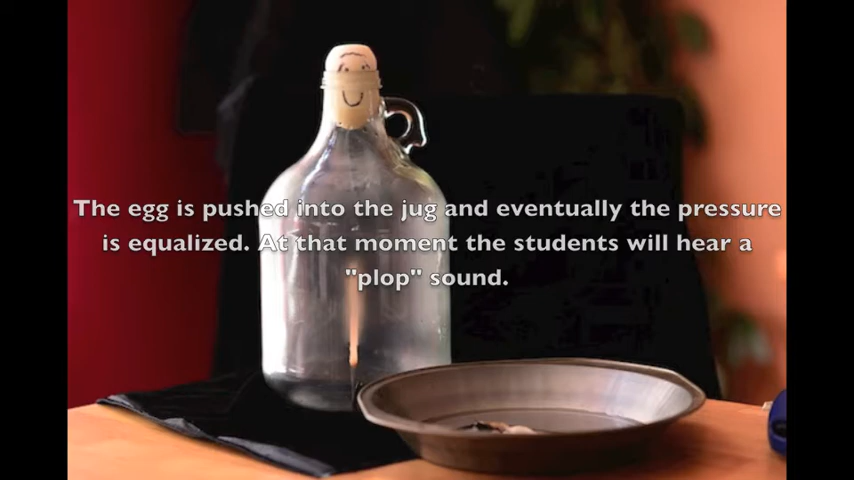 The egg is pushed into the jug and eventually the pressure
is equalized. At that moment the students will hear a
"plop" sound.